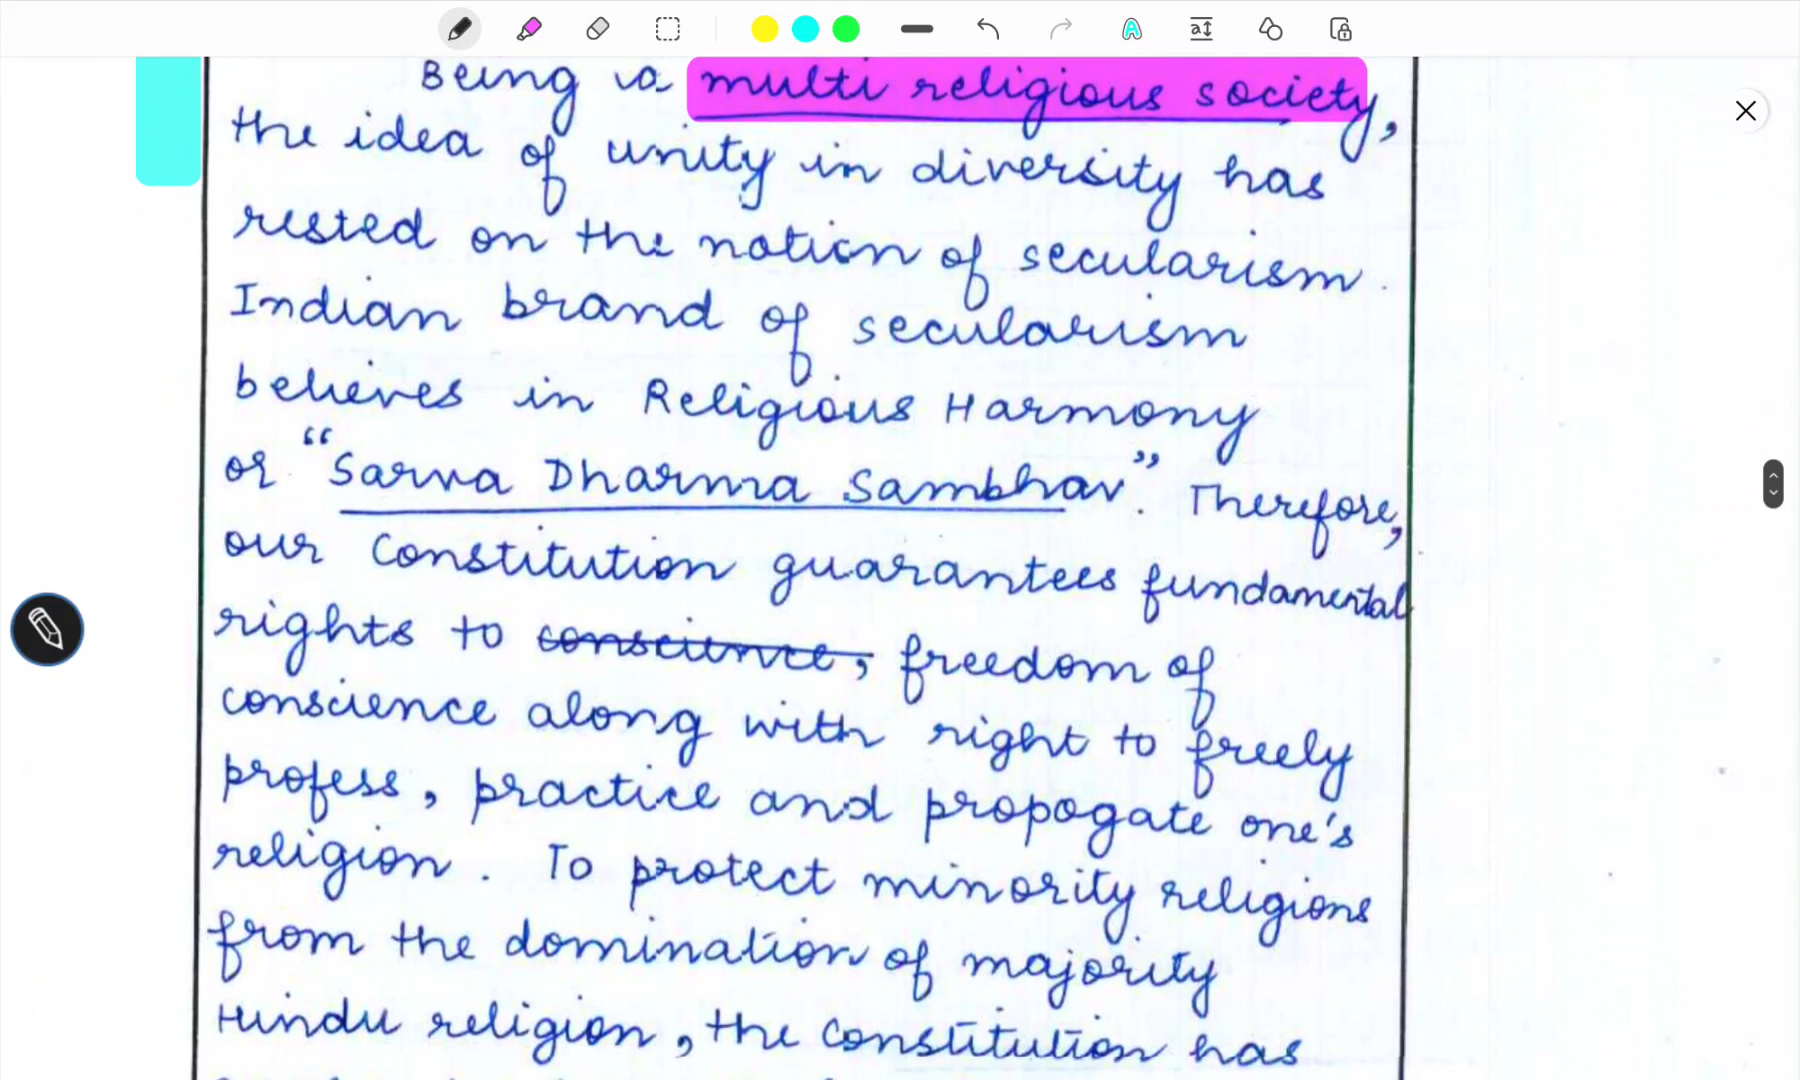 Being a multi religious society,
the idea of unity in diversity has
rested on the notion of secularism.
Indian brand of secularism
believes in Religious Harmony
or "Sarva Dharma Sambhav". Therefore,
our Constitution guarantees fundamental
rights to conscience, freedom of
conscience along with right to freely
profess, practice and propogate one's
religion. To protect minority religions
from the domination of majority
Hindu religion, the constitution has